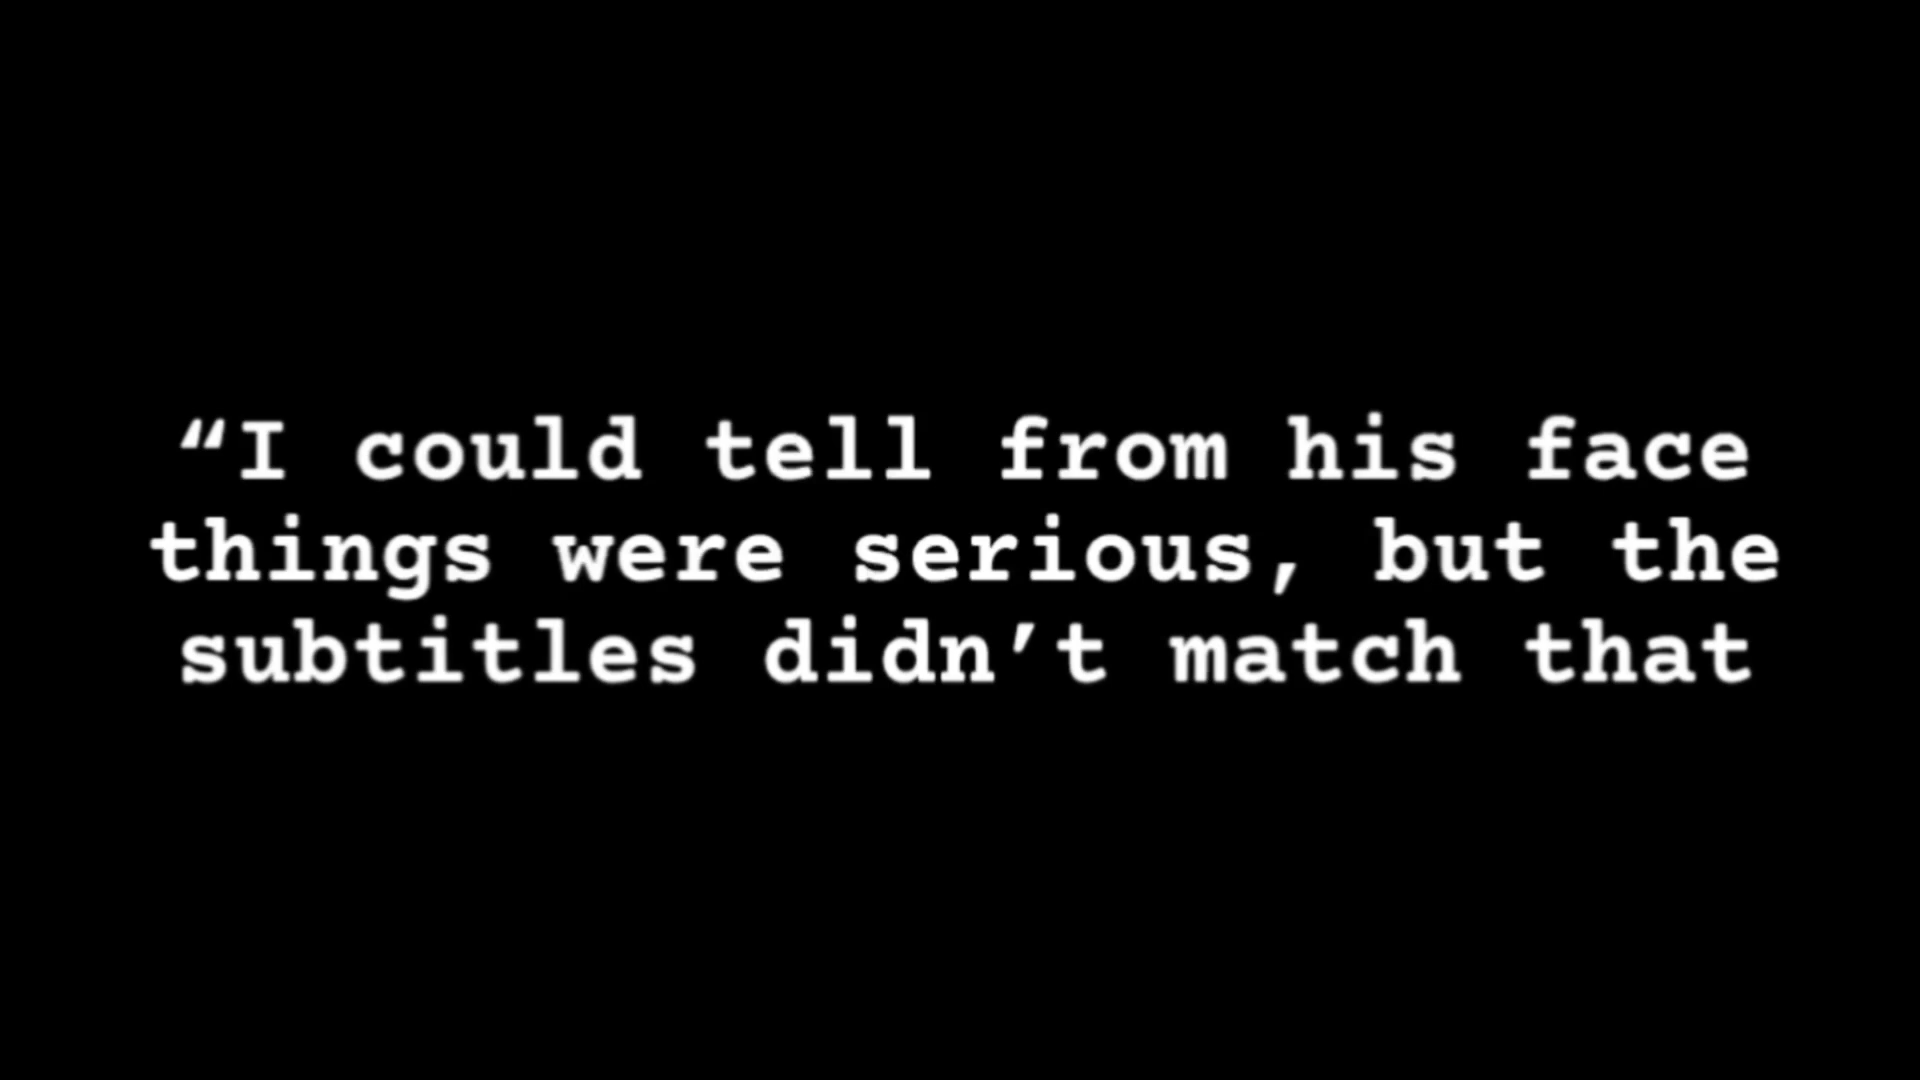 “I could tell from his face
things were serious, but the
subtitles didn’t match that